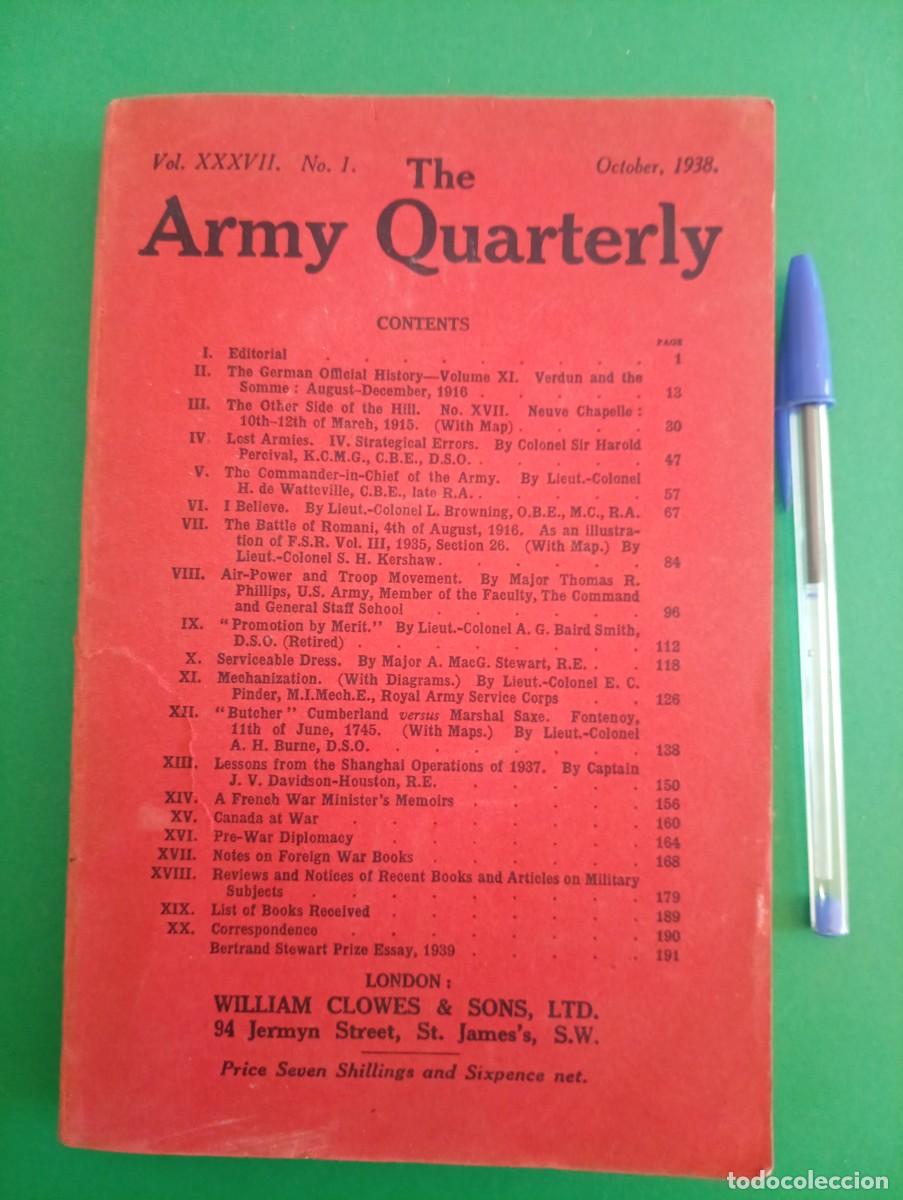 Vol. XXXVII. No. 1. The October, 1938.
Army Quarterly
CONTENTS
PAGE
I. Editorial . . . . . . . . . 1
II. The German Official History—Volume XI. Verdun and the
Somme : August–December, 1916 . . . . . . 13
III. The Other Side of the Hill. No. XVII. Neuve Chapelle :
10th–12th of March, 1915. (With Map) . . . . . 30
IV. Lost Armies. IV. Strategical Errors. By Colonel Sir Harold
Percival, K.C.M.G., C.B.E., D.S.O. . . . . . . 47
V. The Commander-in-Chief of the Army. By Lieut.-Colonel
H. de Watteville, C.B.E., late R.A. . . . . . . 57
VI. I Believe. By Lieut.-Colonel L. Browning, O.B.E., M.C., R.A. 67
VII. The Battle of Romani, 4th of August, 1916. As an illustra-
tion of F.S.R. Vol. III, 1935, Section 26. (With Map.) By
Lieut.-Colonel S. H. Kershaw . . . . . . . 84
VIII. Air-Power and Troop Movement. By Major Thomas R.
Phillips, U.S. Army, Member of the Faculty, The Command
and General Staff School . . . . . . . 96
IX. "Promotion by Merit." By Lieut.-Colonel A. G. Baird Smith,
D.S.O. (Retired) . . . . . . . . 112
X. Serviceable Dress. By Major A. MacG. Stewart, R.E. . . 118
XI. Mechanization. (With Diagrams.) By Lieut.-Colonel E. C.
Pinder, M.I.Mech.E., Royal Army Service Corps . . . 126
XII. "Butcher" Cumberland versus Marshal Saxe. Fontenoy,
11th of June, 1745. (With Maps.) By Lieut.-Colonel
A. H. Burne, D.S.O. . . . . . . . . 138
XIII. Lessons from the Shanghai Operations of 1937. By Captain
J. V. Davidson-Houston, R.E. . . . . . . 150
XIV. A French War Minister's Memoirs . . . . . 156
XV. Canada at War . . . . . . . . 160
XVI. Pre-War Diplomacy . . . . . . . 164
XVII. Notes on Foreign War Books . . . . . . 168
XVIII. Reviews and Notices of Recent Books and Articles on Military
Subjects . . . . . . . . . 179
XIX. List of Books Received . . . . . . . 189
XX. Correspondence . . . . . . . . 190
Bertrand Stewart Prize Essay, 1939 . . . . . 191
LONDON :
WILLIAM CLOWES & SONS, LTD.
94 Jermyn Street, St. James's, S.W.
Price Seven Shillings and Sixpence net.
todocoleccion